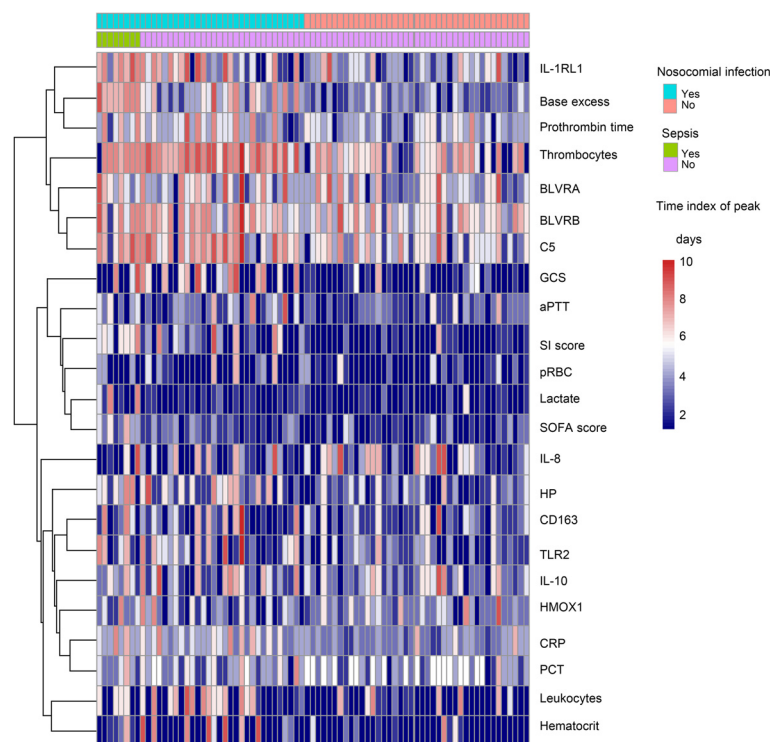 IL-1RL1
Base excess
Prothrombin time
Thrombocytes
BLVRA
BLVRB
C5
GCS
aPTT
SI score
pRBC
Lactate
SOFA score
IL-8
HP
CD163
TLR2
IL-10
HMOX1
CRP
PCT
Leukocytes
Hematocrit
Nosocomial infection
Yes
No
Sepsis
Yes
No
Time index of peak
days
10
8
6
4
2